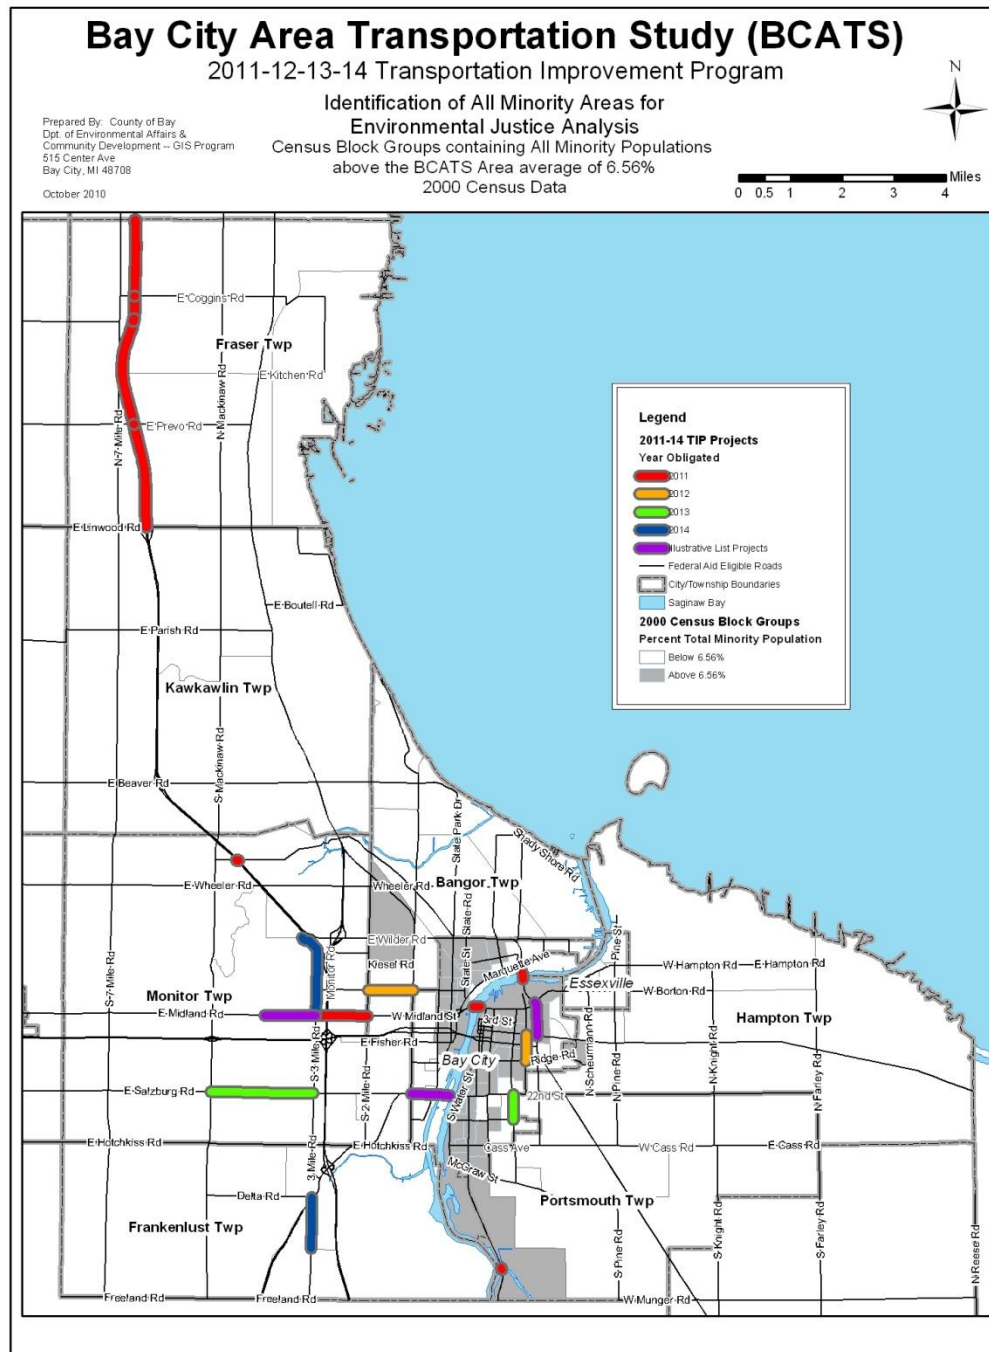 Bay City Area Transportation Study (BCATS)
2011-12-13-14 Transportation Improvement Program
Identification of All Minority Areas for
Environmental Justice Analysis
Census Block Groups containing All Minority Populations
above the BCATS Area average of 6.56%
2000 Census Data
Prepared By: County of Bay
Dpt. of Environmental Affairs &
Community Development -- GIS Program
515 Center Ave
Bay City, MI 48708
October 2010
N
0 0.5 1 2 3 4 Miles
E Coggins Rd
Fraser Twp
E Kitchen Rd
N 7 Mile Rd
N Mackinaw Rd
E Prevo Rd
E Linwood Rd
E Boutell Rd
E Parish Rd
Kawkawlin Twp
S Mackinaw Rd
E Beaver Rd
State Park Dr
Shady Shore Rd
E Wheeler Rd
Wheeler Rd
Bangor Twp
State Rd
E Wilder Rd
Kiesel Rd
State St
Marquette Ave
Pine St
Monitor Rd
S 7 Mile Rd
Monitor Twp
E Midland Rd
W Midland St
3rd St
Essexville
W Hampton Rd
E Hampton Rd
W Borton Rd
Hampton Twp
E Fisher Rd
Bay City
Ridge Rd
N Scheurmann Rd
N Pine Rd
N Knight Rd
N Farley Rd
S 3 Mile Rd
S 2 Mile Rd
S Water St
E Salzburg Rd
22nd St
E Hotchkiss Rd
E Hotchkiss Rd
Cass Ave
W Cass Rd
E Cass Rd
3 Mile Rd
McGraw St
Delta Rd
Portsmouth Twp
Frankenlust Twp
S Pine Rd
S Knight Rd
S Farley Rd
N Reese Rd
Freeland Rd
Freeland Rd
W Munger Rd
Legend
2011-14 TIP Projects
Year Obligated
2011
2012
2013
2014
Illustrative List Projects
Federal Aid Eligible Roads
City/Township Boundaries
Saginaw Bay
2000 Census Block Groups
Percent Total Minority Population
Below 6.56%
Above 6.56%